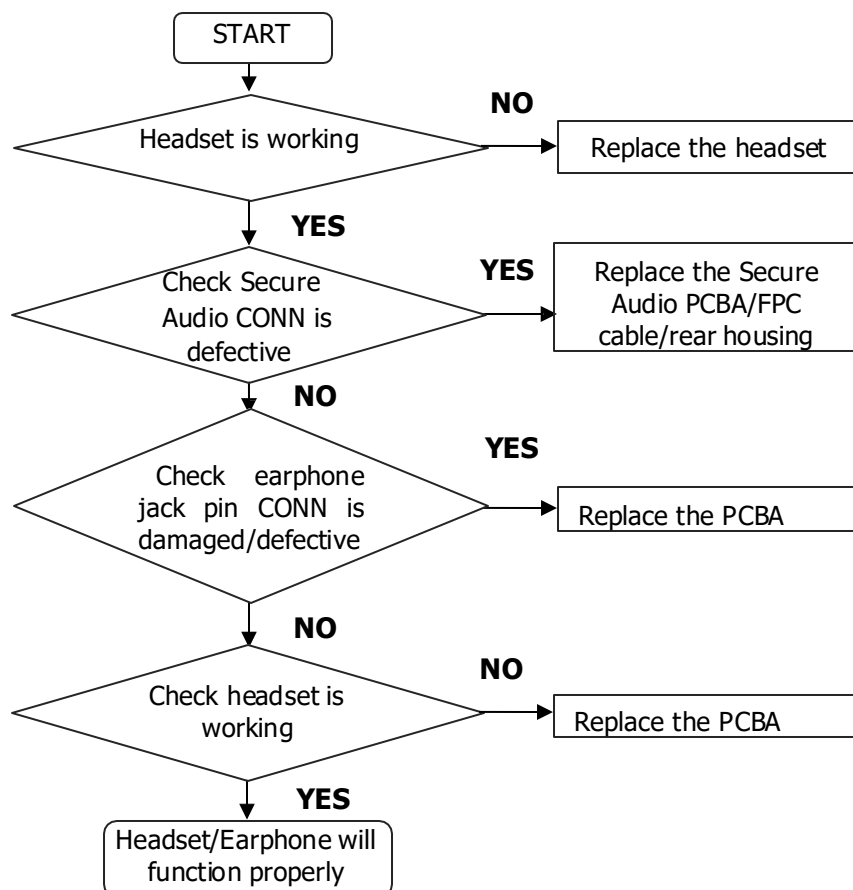 START
NO
Headset is working
Replace the headset
YES
Check Secure
Audio CONN is
defective
YES
Replace the Secure
Audio PCBA/FPC
cable/rear housing
NO
Check earphone
jack pin CONN is
damaged/defective
YES
Replace the PCBA
NO
Check headset is
working
NO
Replace the PCBA
YES
Headset/Earphone will
function properly